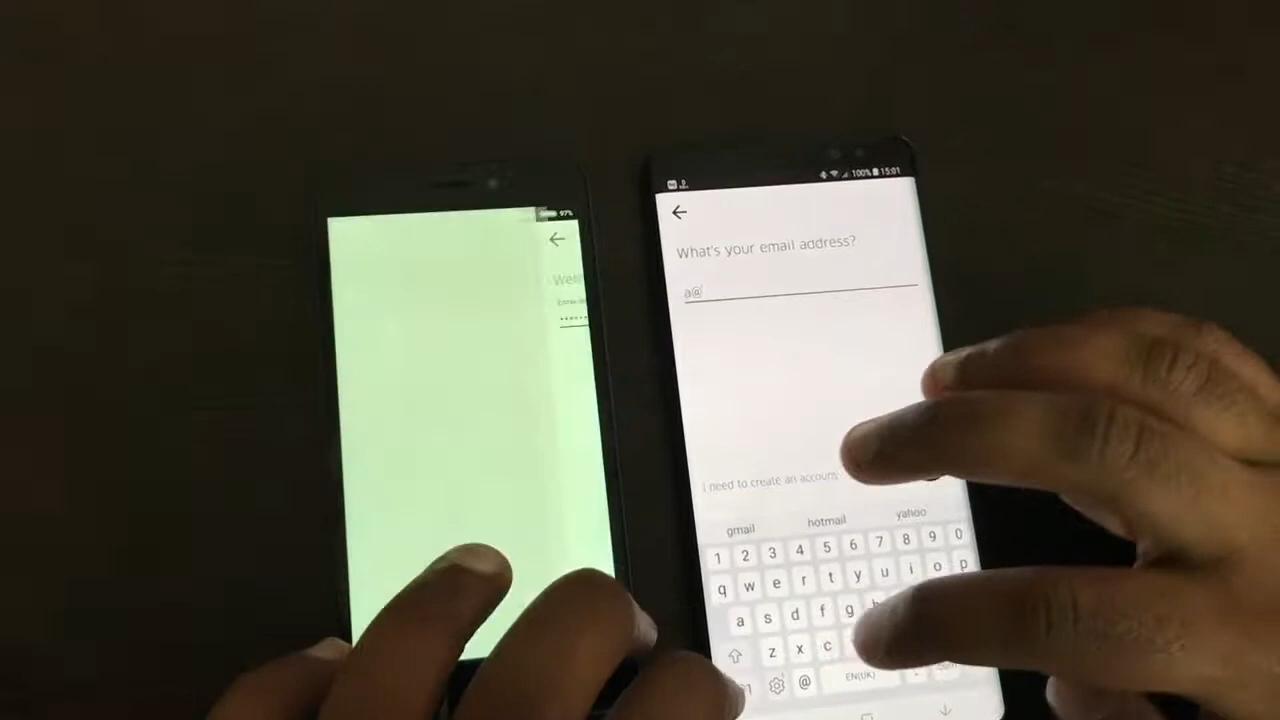 97%
100% 15:01
What's your email address?
a@
I need to create an account
gmail hotmail yahoo
1 2 3 4 5 6 7 8 9 0
q w e r t y u i o p
a s d f g
z x c
@ EN(UK)